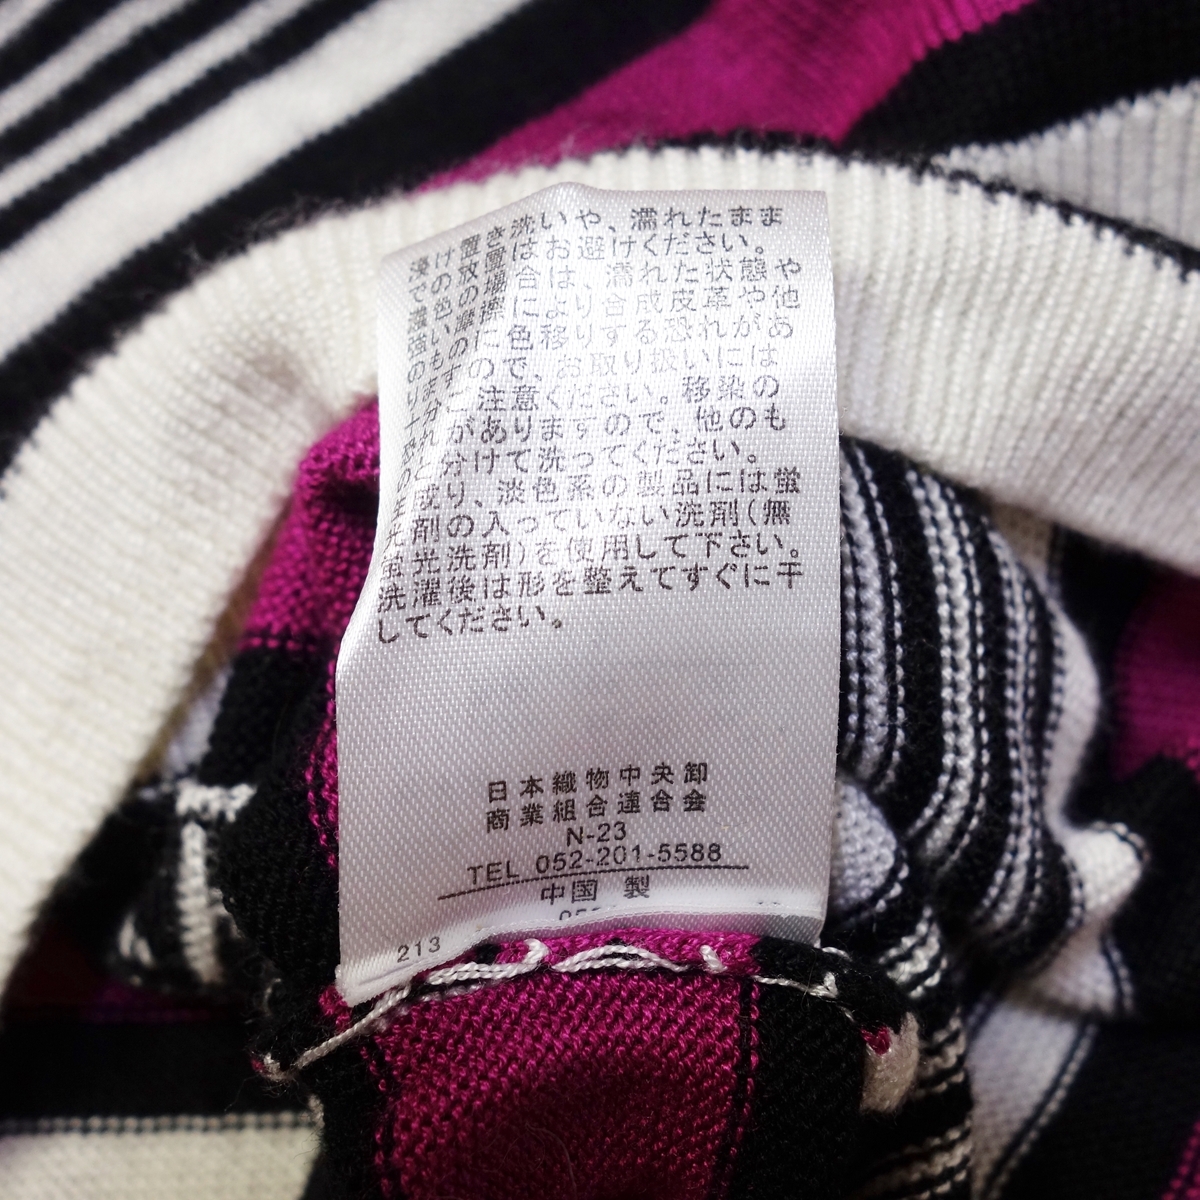 浸け置き洗いや、濡れたまま
での放置はお避けください。
濃色の場合は、濡れた状態や
強い摩擦により合成皮革や他
のものに色移りする恐れがあ
りますので、お取り扱いには
十分ご注意ください。移染の
がありますので、他のも
分けて洗ってください。
成り、淡色系の製品には蛍
剤の入っていない洗剤(無
蛍光洗剤)を使用して下さい。
洗濯後は形を整えてすぐに干
してください。
日本織物中央卸
商業組合連合会
N-23
TEL 052-201-5588
中国 製
213